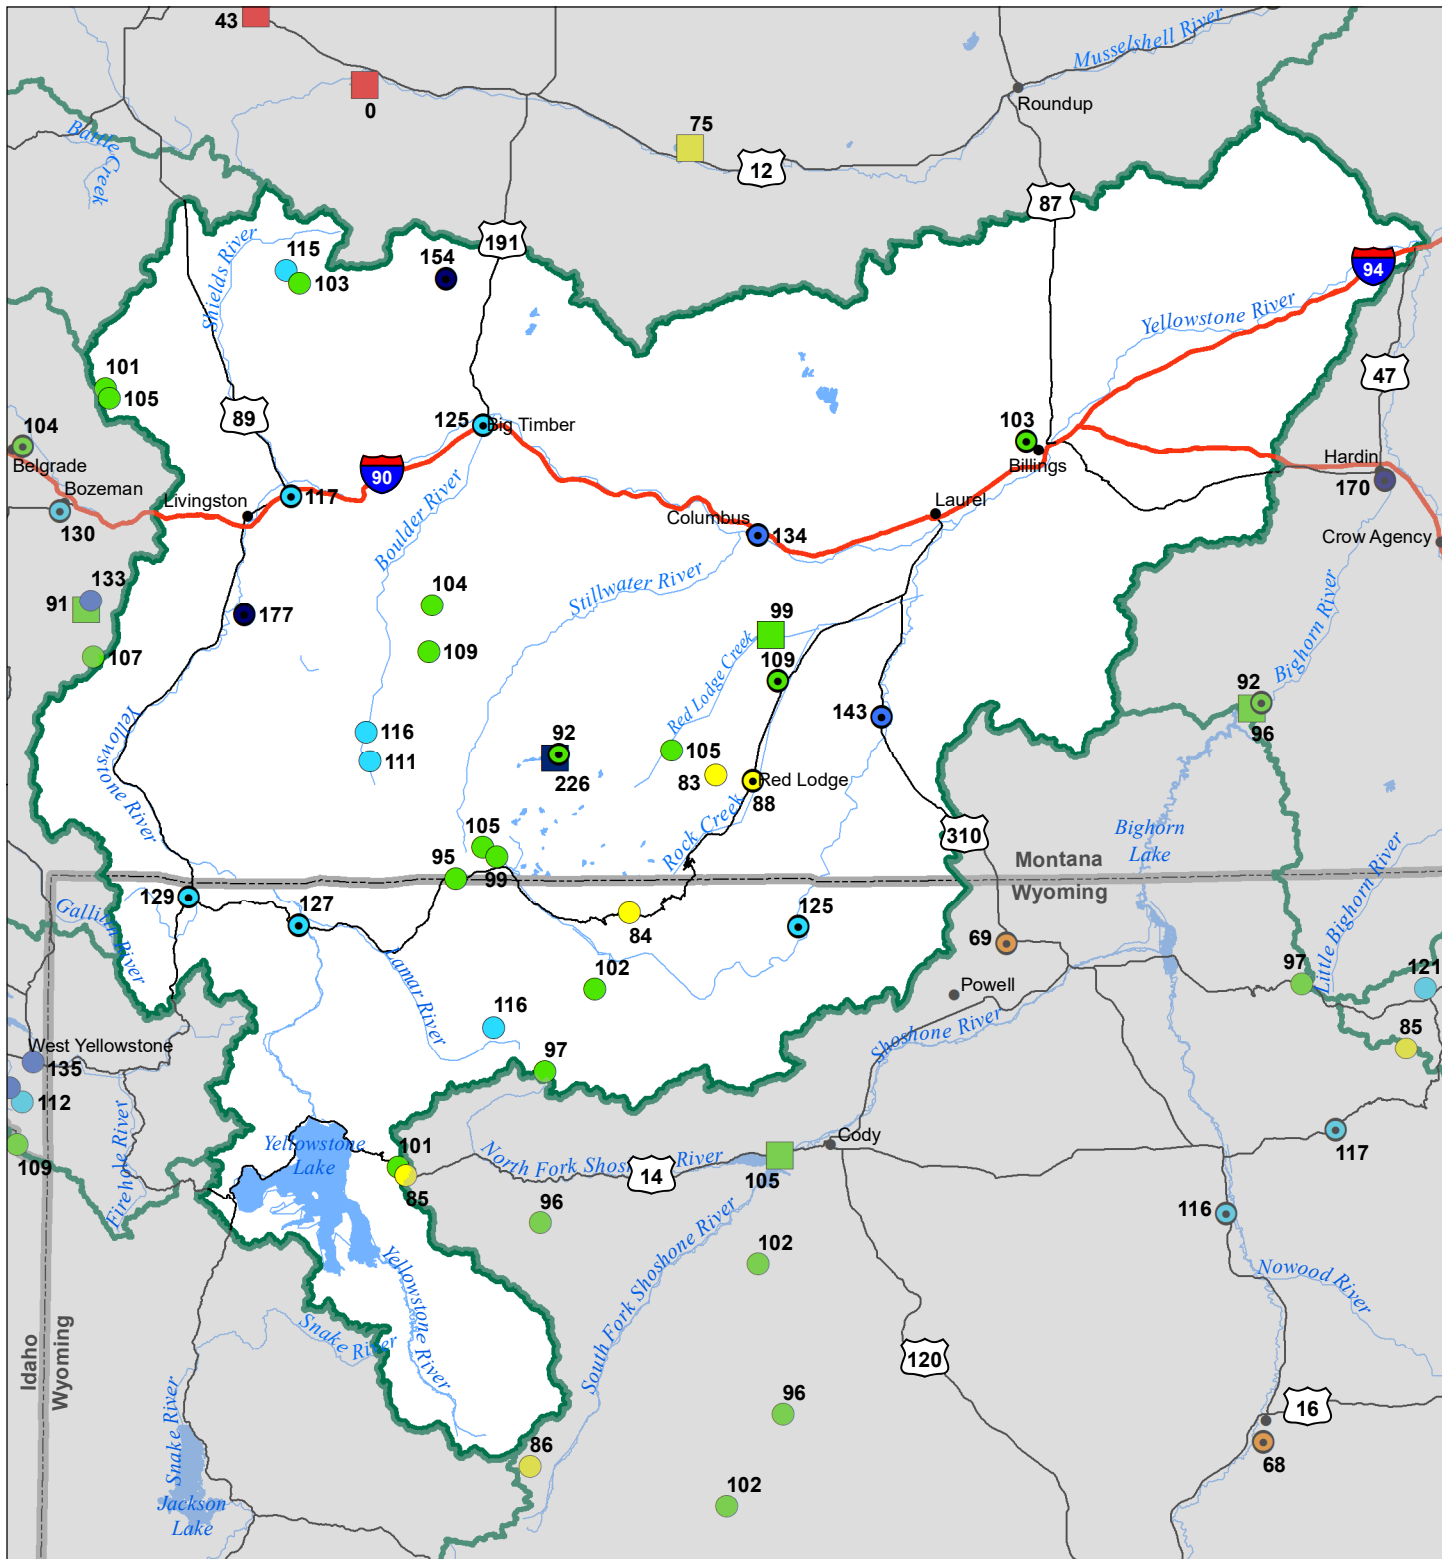 43
0
Musselshell River
Roundup
75
12
Battle
Creek
87
191
115
154
103
Shields River
94
Yellowstone River
101
105
47
89
125
Big Timber
103
Billings
104
Belgrade
Bozeman
130
90
Livingston
117
Hardin
170
Laurel
Columbus
134
Crow Agency
Boulder River
Stillwater River
133
91
104
177
99
109
107
109
Red Lodge Creek
Bighorn River
92
96
143
116
111
92
226
105
83
Red Lodge
88
Yellowstone River
Rock Creek
310
Bighorn
Lake
105
95
99
Montana
Wyoming
129
127
84
125
Gallitin River
Lamar River
69
Little Bighorn River
97
121
102
Powell
116
Shoshone River
85
97
West Yellowstone
135
112
109
Firehole River
Yellowstone
Lake
101
85
North Fork Shoshone River
14
Cody
105
117
116
96
102
South Fork Shoshone River
Yellowstone River
Nowood River
Snake River
Idaho
Wyoming
120
96
16
Snake River
86
68
102
Jackson
Lake